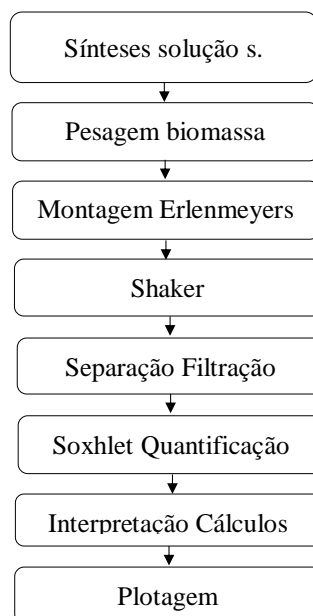 Sínteses solução s.
Pesagem biomassa
Montagem Erlenmeyers
Shaker
Separação Filtração
Soxhlet Quantificação
Interpretação Cálculos
Plotagem